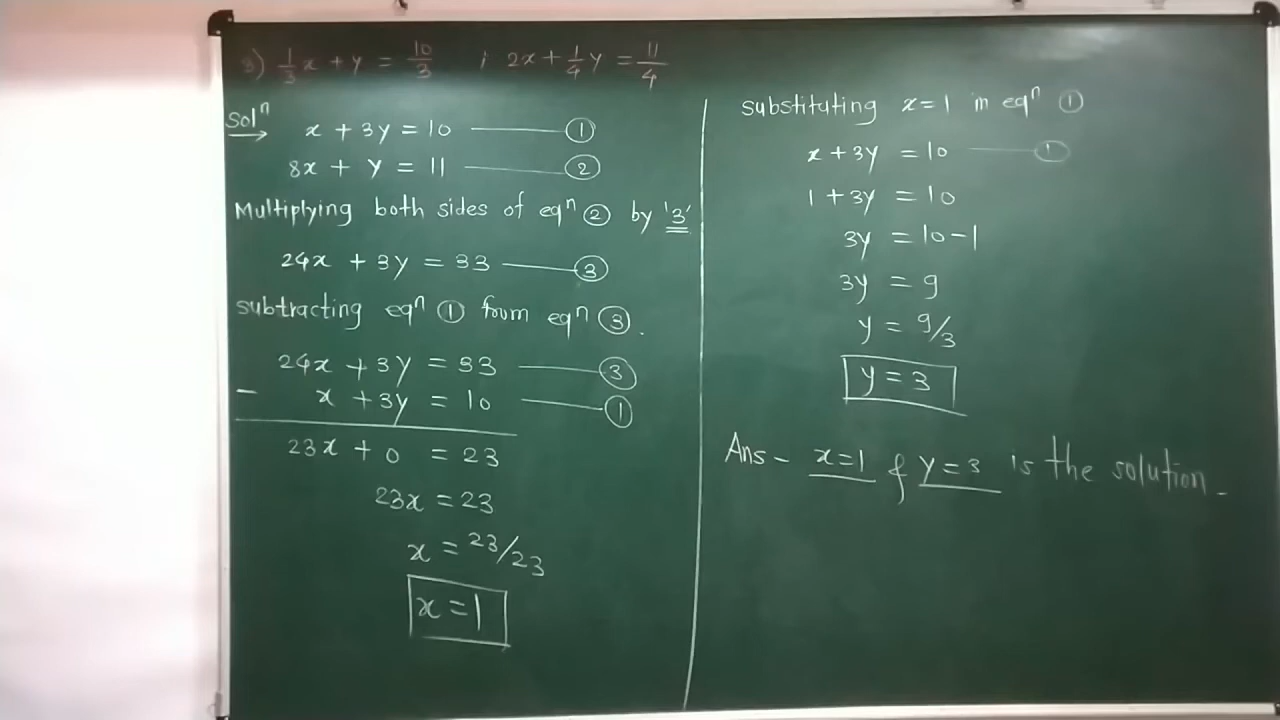 3) 1/3 x + y = 10/3 ; 2x + 1/4 y = 11/4
Solⁿ
x + 3y = 10 —— ①
8x + y = 11 —— ②
Multiplying both sides of eqⁿ ② by '3'
24x + 3y = 33 —— ③
subtracting eqⁿ ① from eqⁿ ③.
24x + 3y = 33 —— ③
– x + 3y = 10 —— ①
23x + 0 = 23
23x = 23
x = 23/23
x = 1
substituting x = 1 in eqⁿ ①
x + 3y = 10 —— ①
1 + 3y = 10
3y = 10 - 1
3y = 9
y = 9/3
y = 3
Ans - x = 1 & y = 3 is the solution.